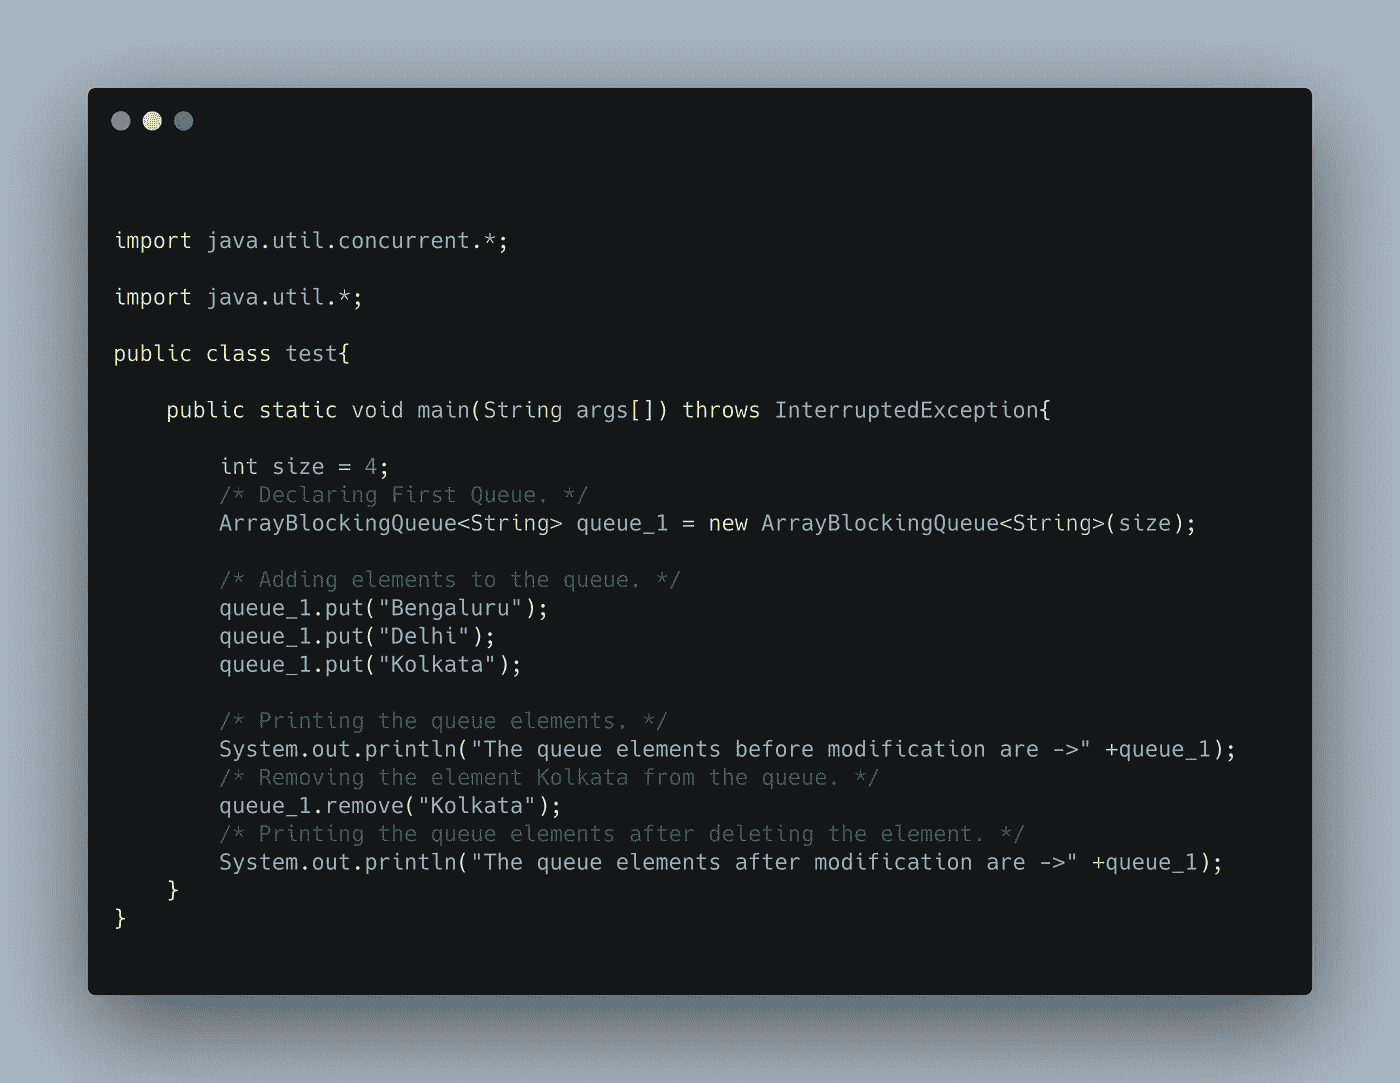 import java.util.concurrent.*;
import java.util.*;
public class test{
    public static void main(String args[]) throws InterruptedException{
        int size = 4;
        /* Declaring First Queue. */
        ArrayBlockingQueue<String> queue_1 = new ArrayBlockingQueue<String>(size);
        /* Adding elements to the queue. */
        queue_1.put("Bengaluru");
        queue_1.put("Delhi");
        queue_1.put("Kolkata");
        /* Printing the queue elements. */
        System.out.println("The queue elements before modification are ->" +queue_1);
        /* Removing the element Kolkata from the queue. */
        queue_1.remove("Kolkata");
        /* Printing the queue elements after deleting the element. */
        System.out.println("The queue elements after modification are ->" +queue_1);
    }
}